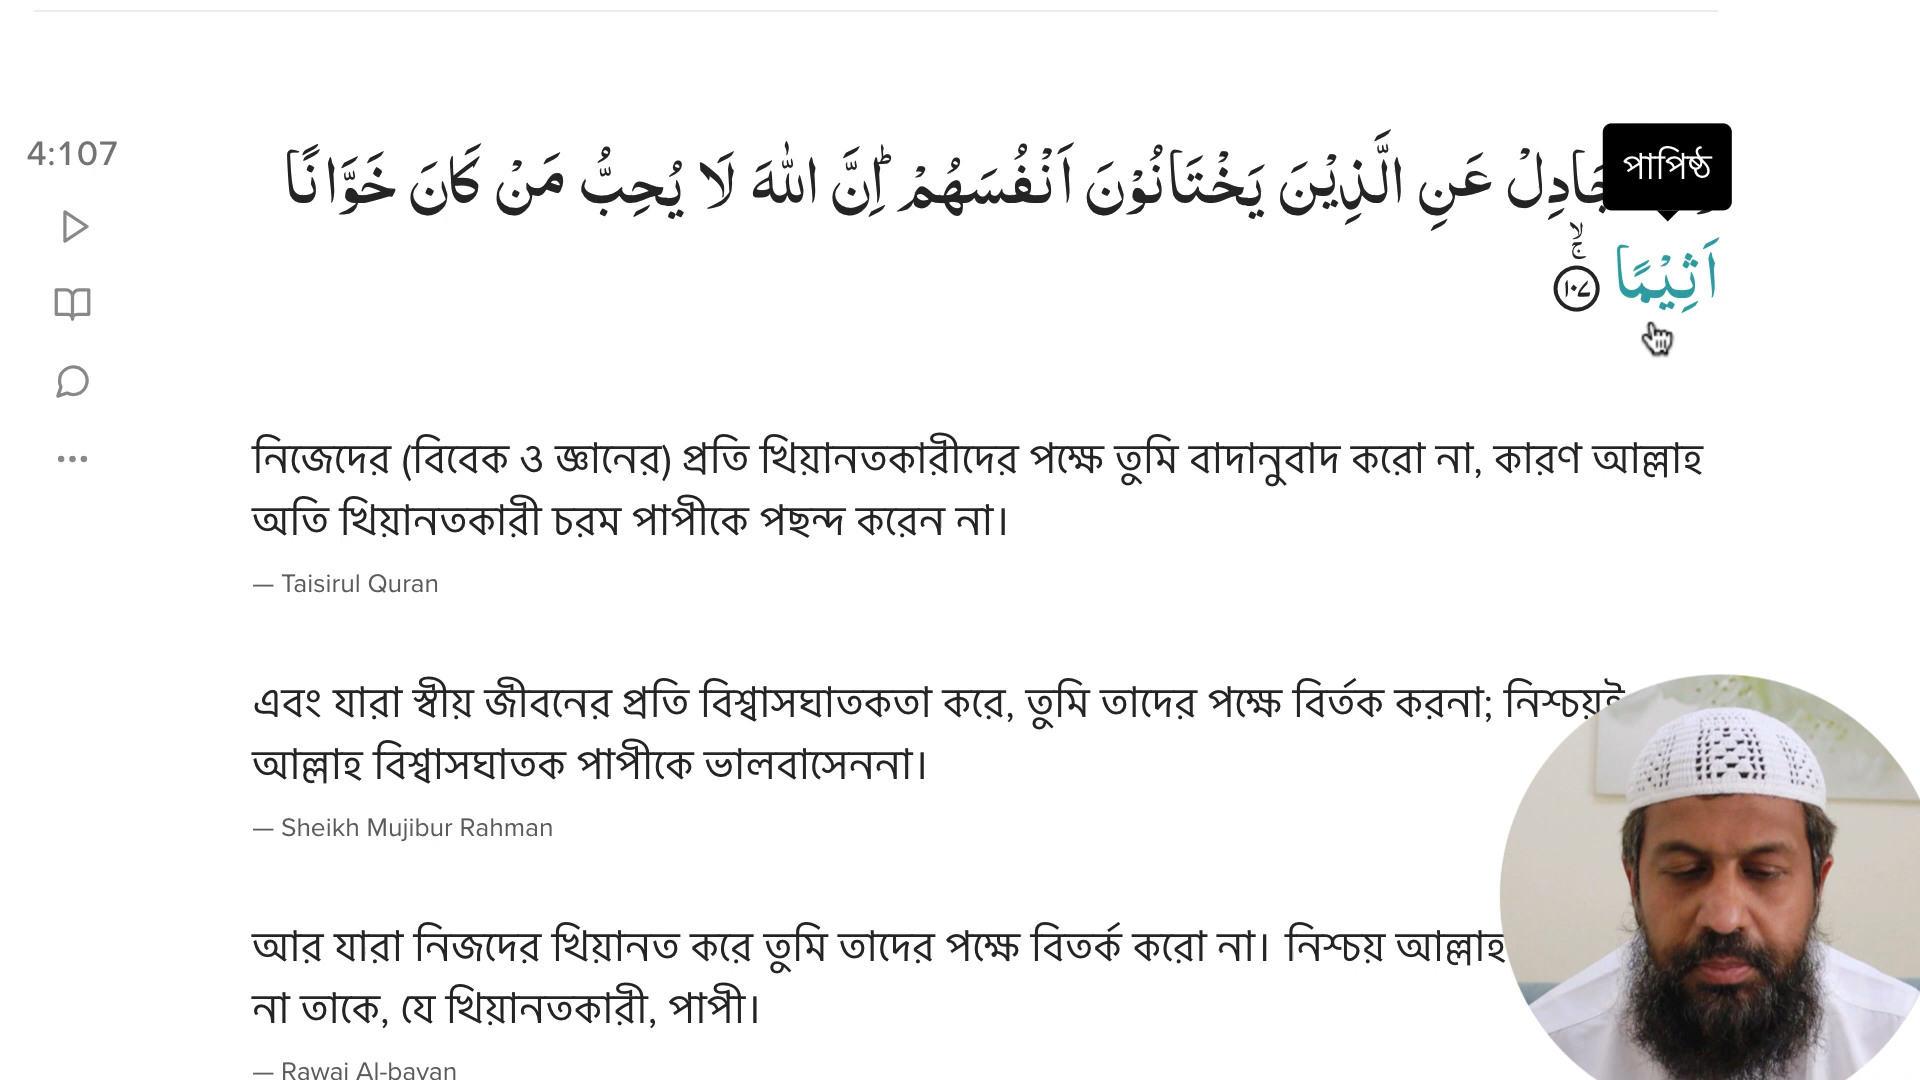 4:107
پাপিষ্ঠ
جَادِلْ عَنِ الَّذِيْنَ يَخْتَانُوْنَ اَنْفُسَهُمْ ؕ اِنَّ اللّٰهَ لَا يُحِبُّ مَنْ كَانَ خَوَّانًا
اَثِيْمًا ۙۚ ١٠٧
নিজেদের (বিবেক ও জ্ঞানের) প্রতি খিয়ানতকারীদের পক্ষে তুমি বাদানুবাদ করো না, কারণ আল্লাহ
অতি খিয়ানতকারী চরম পাপীকে পছন্দ করেন না।
— Taisirul Quran
এবং যারা স্বীয় জীবনের প্রতি বিশ্বাসঘাতকতা করে, তুমি তাদের পক্ষে বির্তক করনা; নিশ্চয়ই
আল্লাহ বিশ্বাসঘাতক পাপীকে ভালবাসেননা।
— Sheikh Mujibur Rahman
আর যারা নিজদের খিয়ানত করে তুমি তাদের পক্ষে বিতর্ক করো না। নিশ্চয় আল্লাহ
না তাকে, যে খিয়ানতকারী, পাপী।
— Rawai Al-bayan